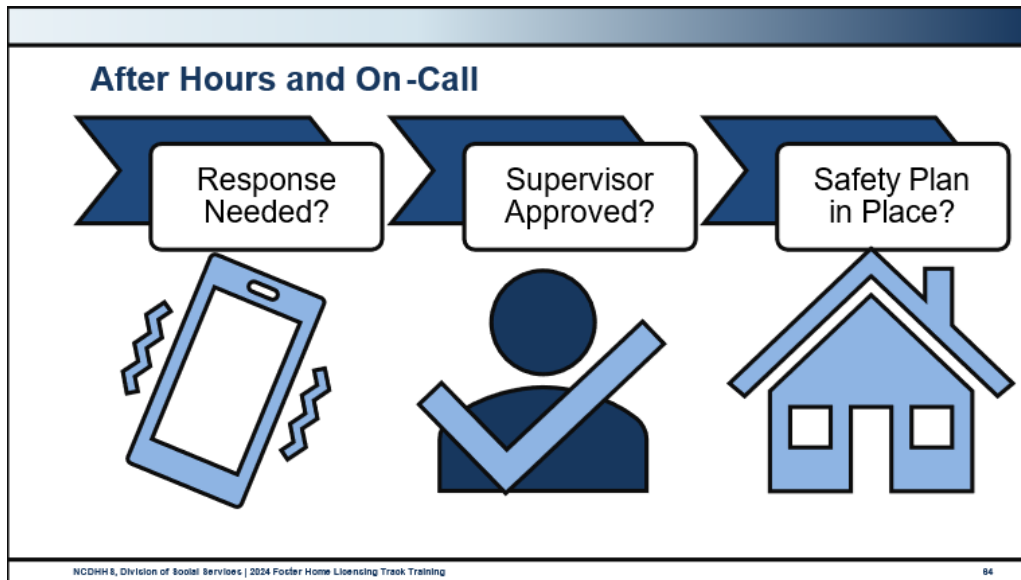 After Hours and On-Call
Response
Needed?
Supervisor
Approved?
Safety Plan
in Place?
NCDHHS, Division of Social Services | 2024 Foster Home Licensing Track Training
64